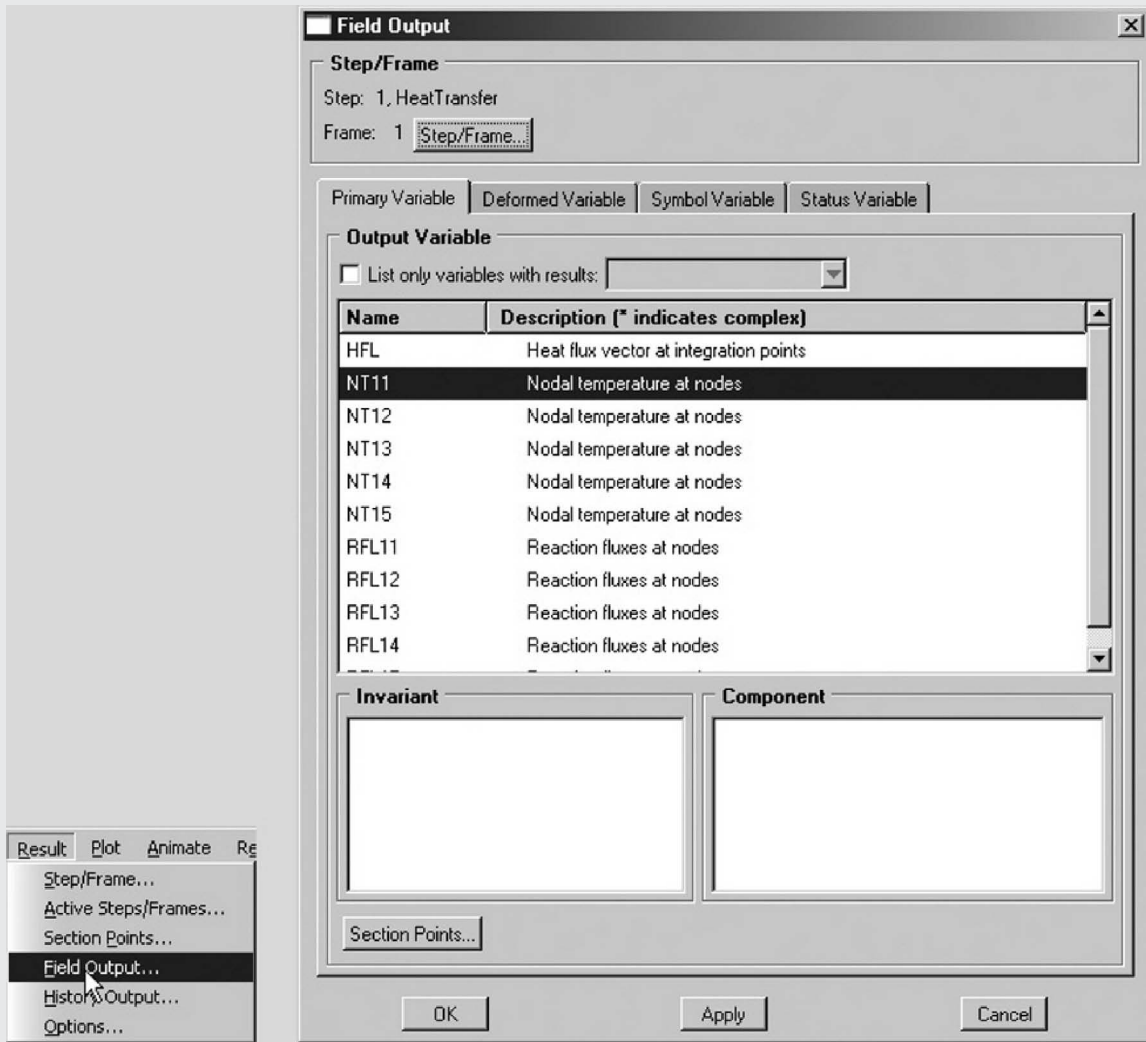 Field Output
Step/Frame
Step: 1, HeatTransfer
Frame: 1 Step/Frame...
Primary Variable Deformed Variable Symbol Variable Status Variable
Output Variable
List only variables with results:
Name Description (* indicates complex)
HFL Heat flux vector at integration points
NT11 Nodal temperature at nodes
NT12 Nodal temperature at nodes
NT13 Nodal temperature at nodes
NT14 Nodal temperature at nodes
NT15 Nodal temperature at nodes
RFL11 Reaction fluxes at nodes
RFL12 Reaction fluxes at nodes
RFL13 Reaction fluxes at nodes
RFL14 Reaction fluxes at nodes
Invariant Component
Section Points...
OK Apply Cancel
Result Plot Animate Re
Step/Frame...
Active Steps/Frames...
Section Points...
Field Output...
History Output...
Options...